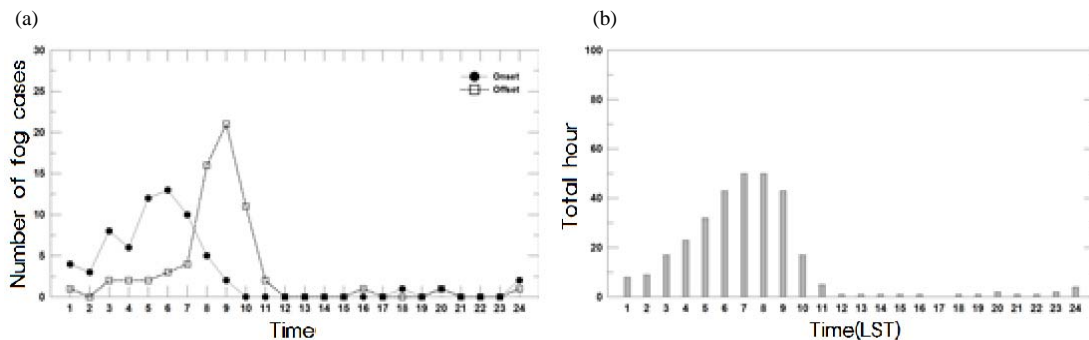 (a)
30
25
20
15
10
5
0
Number of fog cases
Onset
Offset
1 2 3 4 5 6 7 8 9 10 11 12 13 14 15 16 17 18 19 20 21 22 23 24
Time
(b)
100
80
60
40
20
0
Total hour
1 2 3 4 5 6 7 8 9 10 11 12 13 14 15 16 17 18 19 20 21 22 23 24
Time(LST)